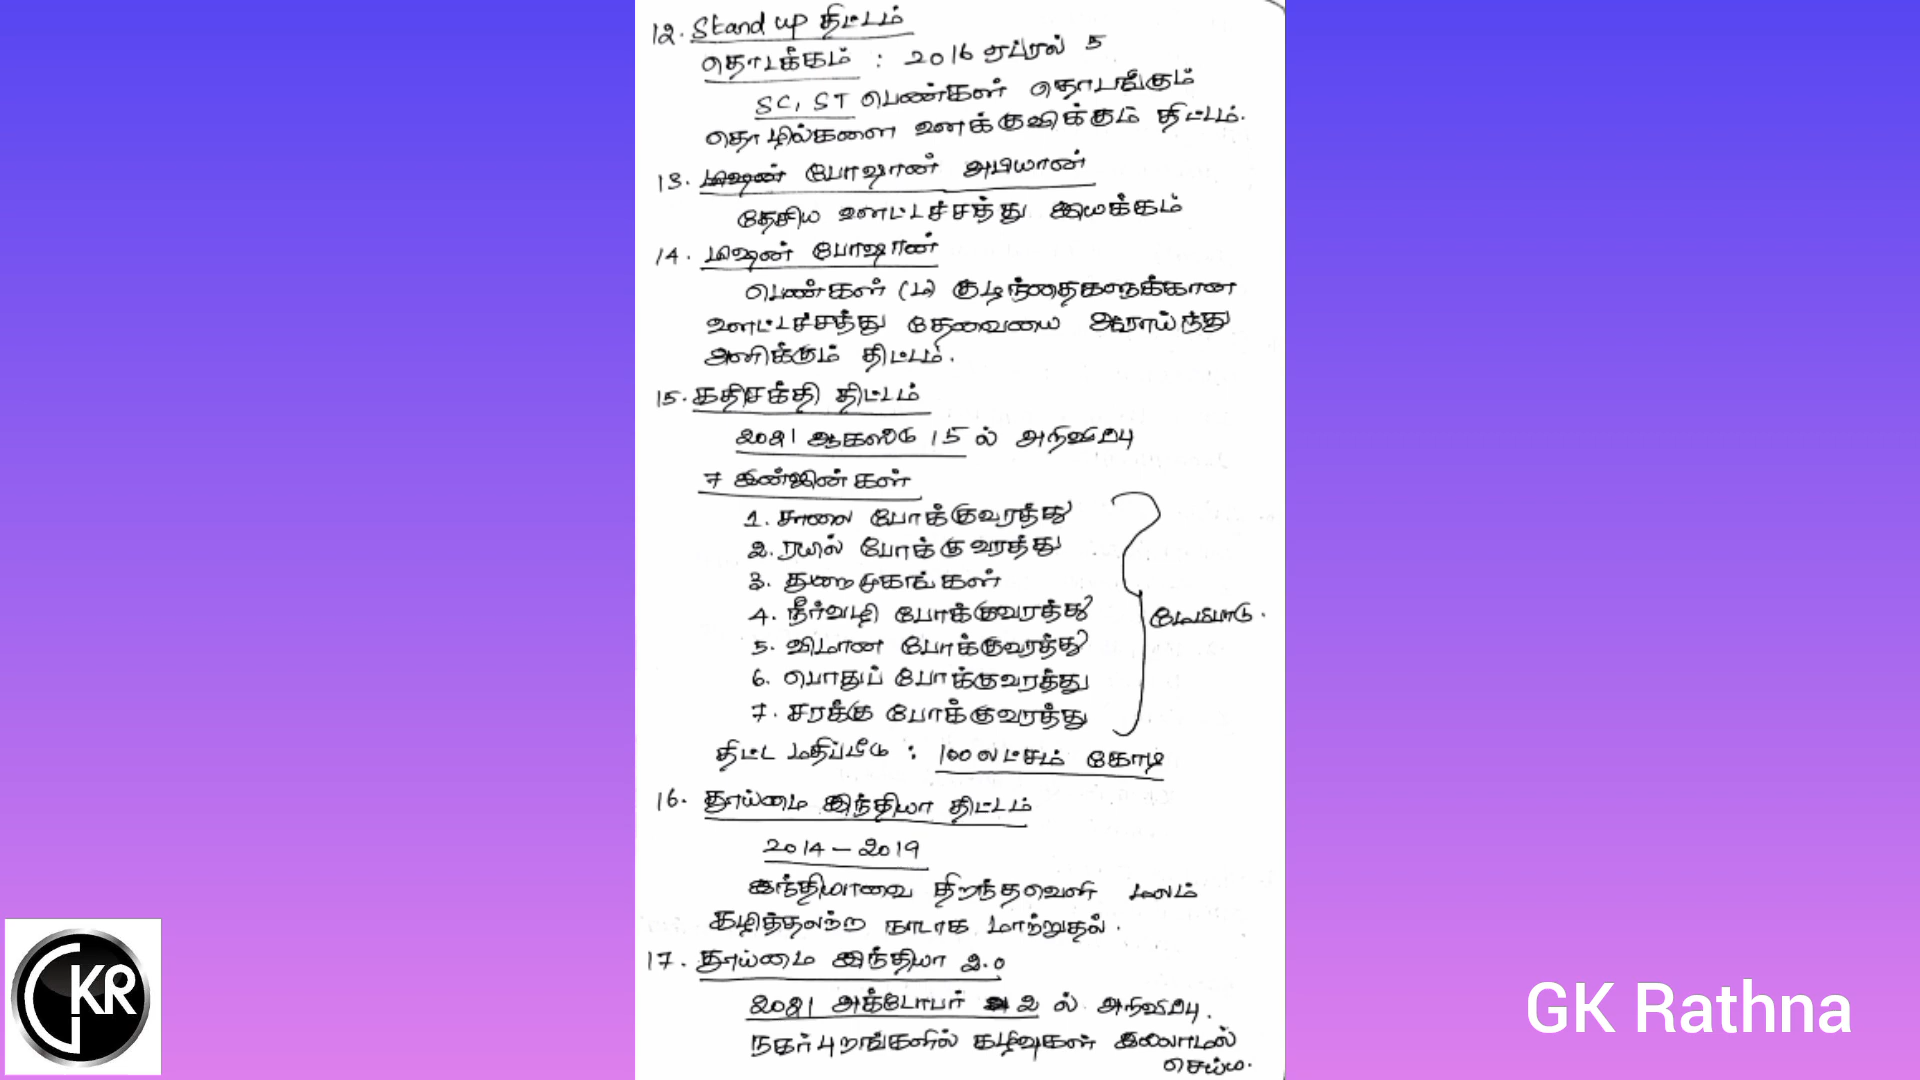 12. Stand up திட்டம்
தொடக்கம் : 2016 ஏப்ரல் 5
SC, ST பெண்கள் தொடங்கும்
தொழில்களை ஊக்குவிக்கும் திட்டம்.
13. மிஷன் போஷான் அபியான்
தேசிய ஊட்டச்சத்து இயக்கம்
14. மிஷன் போஷான்
பெண்கள் (ம) குழந்தைகளுக்கான
ஊட்டச்சத்து தேவையை ஆராய்ந்து
அளிக்கும் திட்டம்.
15. கதிசக்தி திட்டம்
2021 ஆகஸ்டு 15 ல் அறிவிப்பு
7 இன்ஜின்கள்
1. சாலை போக்குவரத்து
2. ரயில் போக்குவரத்து
3. துறைமுகங்கள்
4. நீர்வழி போக்குவரத்து
மேம்பாடு.
5. விமான போக்குவரத்து
6. பொதுப் போக்குவரத்து
7. சரக்கு போக்குவரத்து
திட்ட மதிப்பீடு : 100 லட்சம் கோடி
16. தூய்மை இந்தியா திட்டம்
2014 – 2019
இந்தியாவை திறந்தவெளி மலம்
கழித்தலற்ற நாடாக மாற்றுதல்.
17. தூய்மை இந்தியா 2.0
2021 அக்டோபர் 2 ல் அறிவிப்பு.
நகர்புறங்களில் கழிவுகள் இல்லாமல்
செய்ய.
GKR
GK Rathna